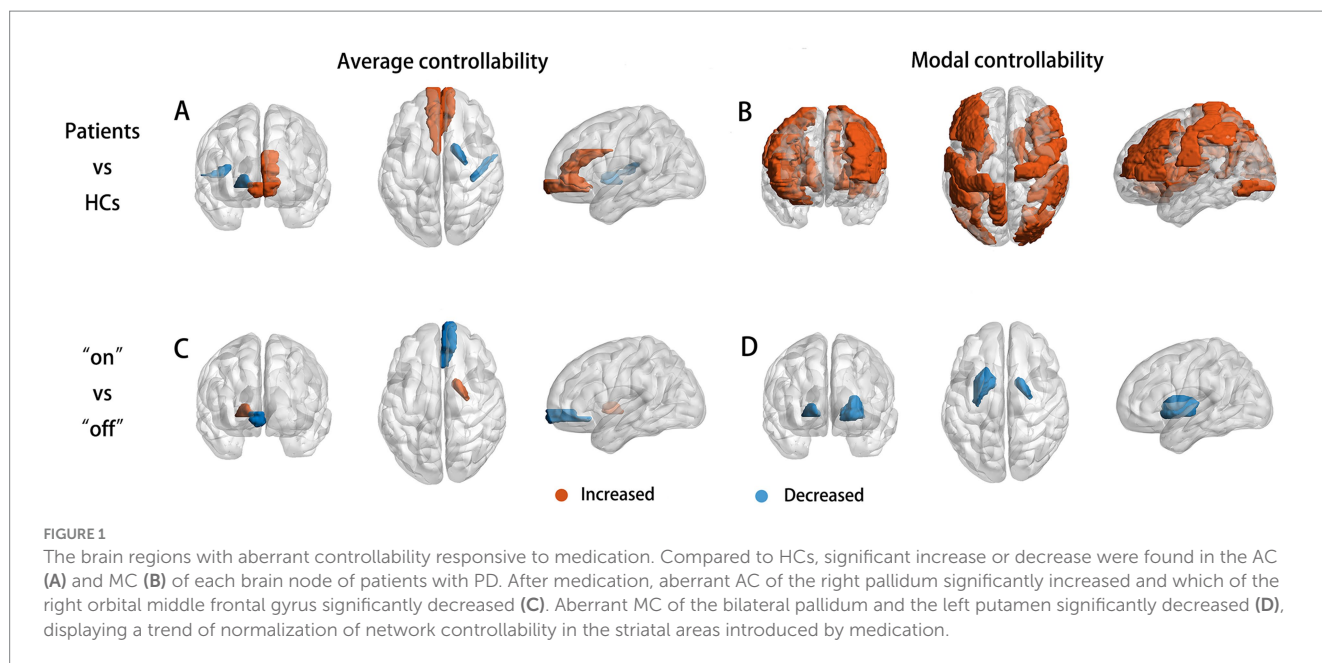 Average controllability
Modal controllability
A
B
Patients
vs
HCs
"on"
vs
"off"
C
D
Increased
Decreased
FIGURE 1
The brain regions with aberrant controllability responsive to medication. Compared to HCs, significant increase or decrease were found in the AC
(A) and MC (B) of each brain node of patients with PD. After medication, aberrant AC of the right pallidum significantly increased and which of the
right orbital middle frontal gyrus significantly decreased (C). Aberrant MC of the bilateral pallidum and the left putamen significantly decreased (D),
displaying a trend of normalization of network controllability in the striatal areas introduced by medication.